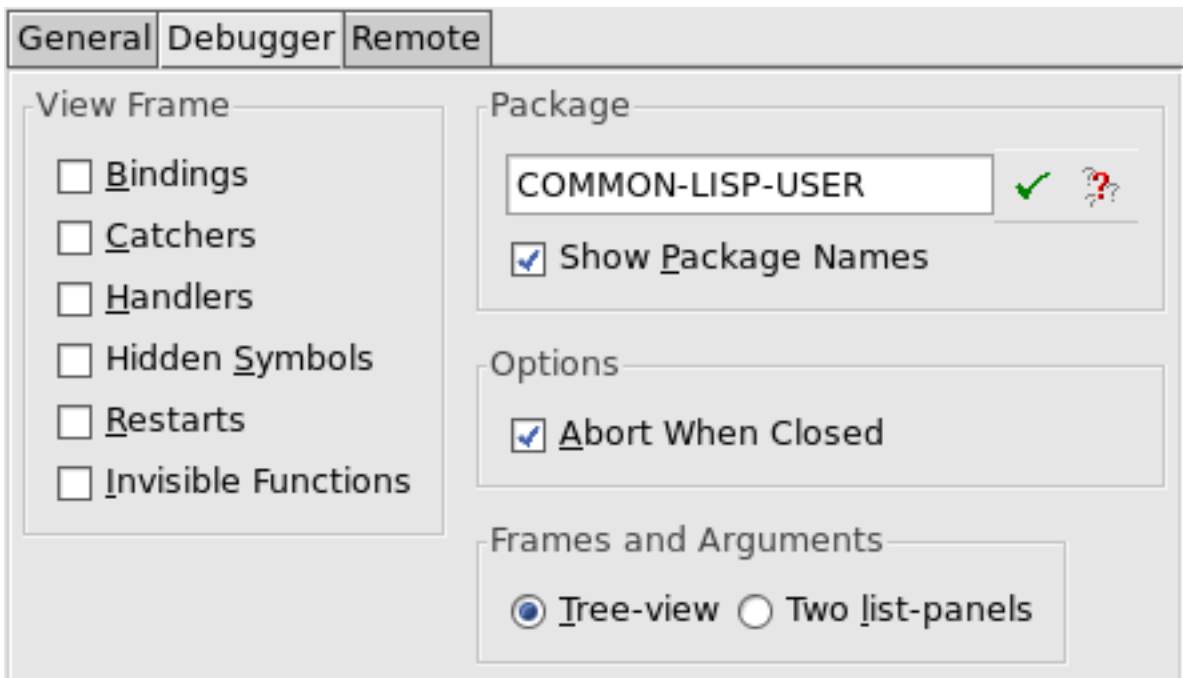 General Debugger Remote
View Frame
Bindings
Catchers
Handlers
Hidden Symbols
Restarts
Invisible Functions
Package
COMMON-LISP-USER
Show Package Names
Options
Abort When Closed
Frames and Arguments
Tree-view Two list-panels